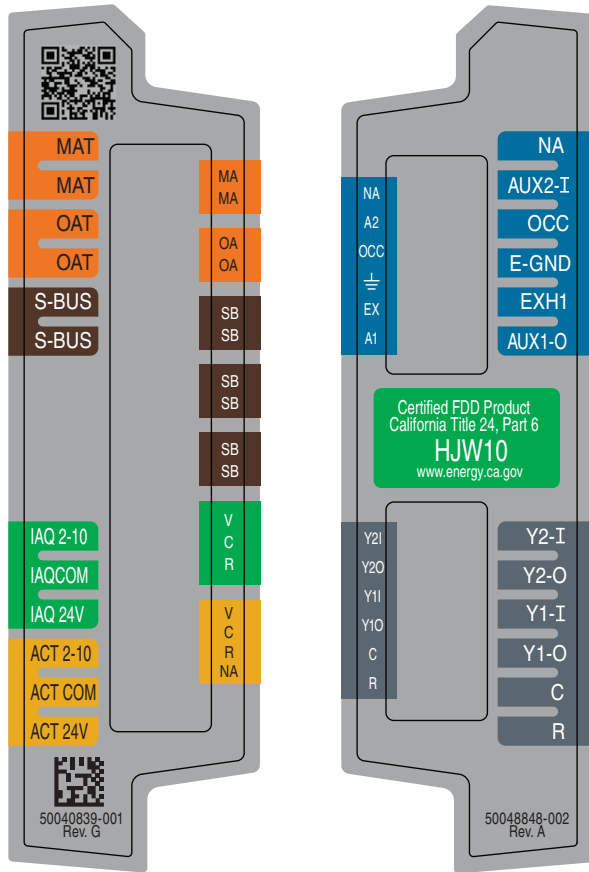 MAT
MAT
OAT
OAT
S-BUS
S-BUS
IAQ 2-10
IAQCOM
IAQ 24V
ACT 2-10
ACT COM
ACT 24V
50040839-001
Rev. G
MA
MA
OA
OA
SB
SB
SB
SB
SB
SB
V
C
R
V
C
R
NA
NA
A2
OCC
EX
A1
NA
AUX2-I
OCC
E-GND
EXH1
AUX1-O
Certified FDD Product
California Title 24, Part 6
HJW10
www.energy.ca.gov
Y2I
Y2O
Y1I
Y1O
C
R
Y2-I
Y2-O
Y1-I
Y1-O
C
R
50048848-002
Rev. A